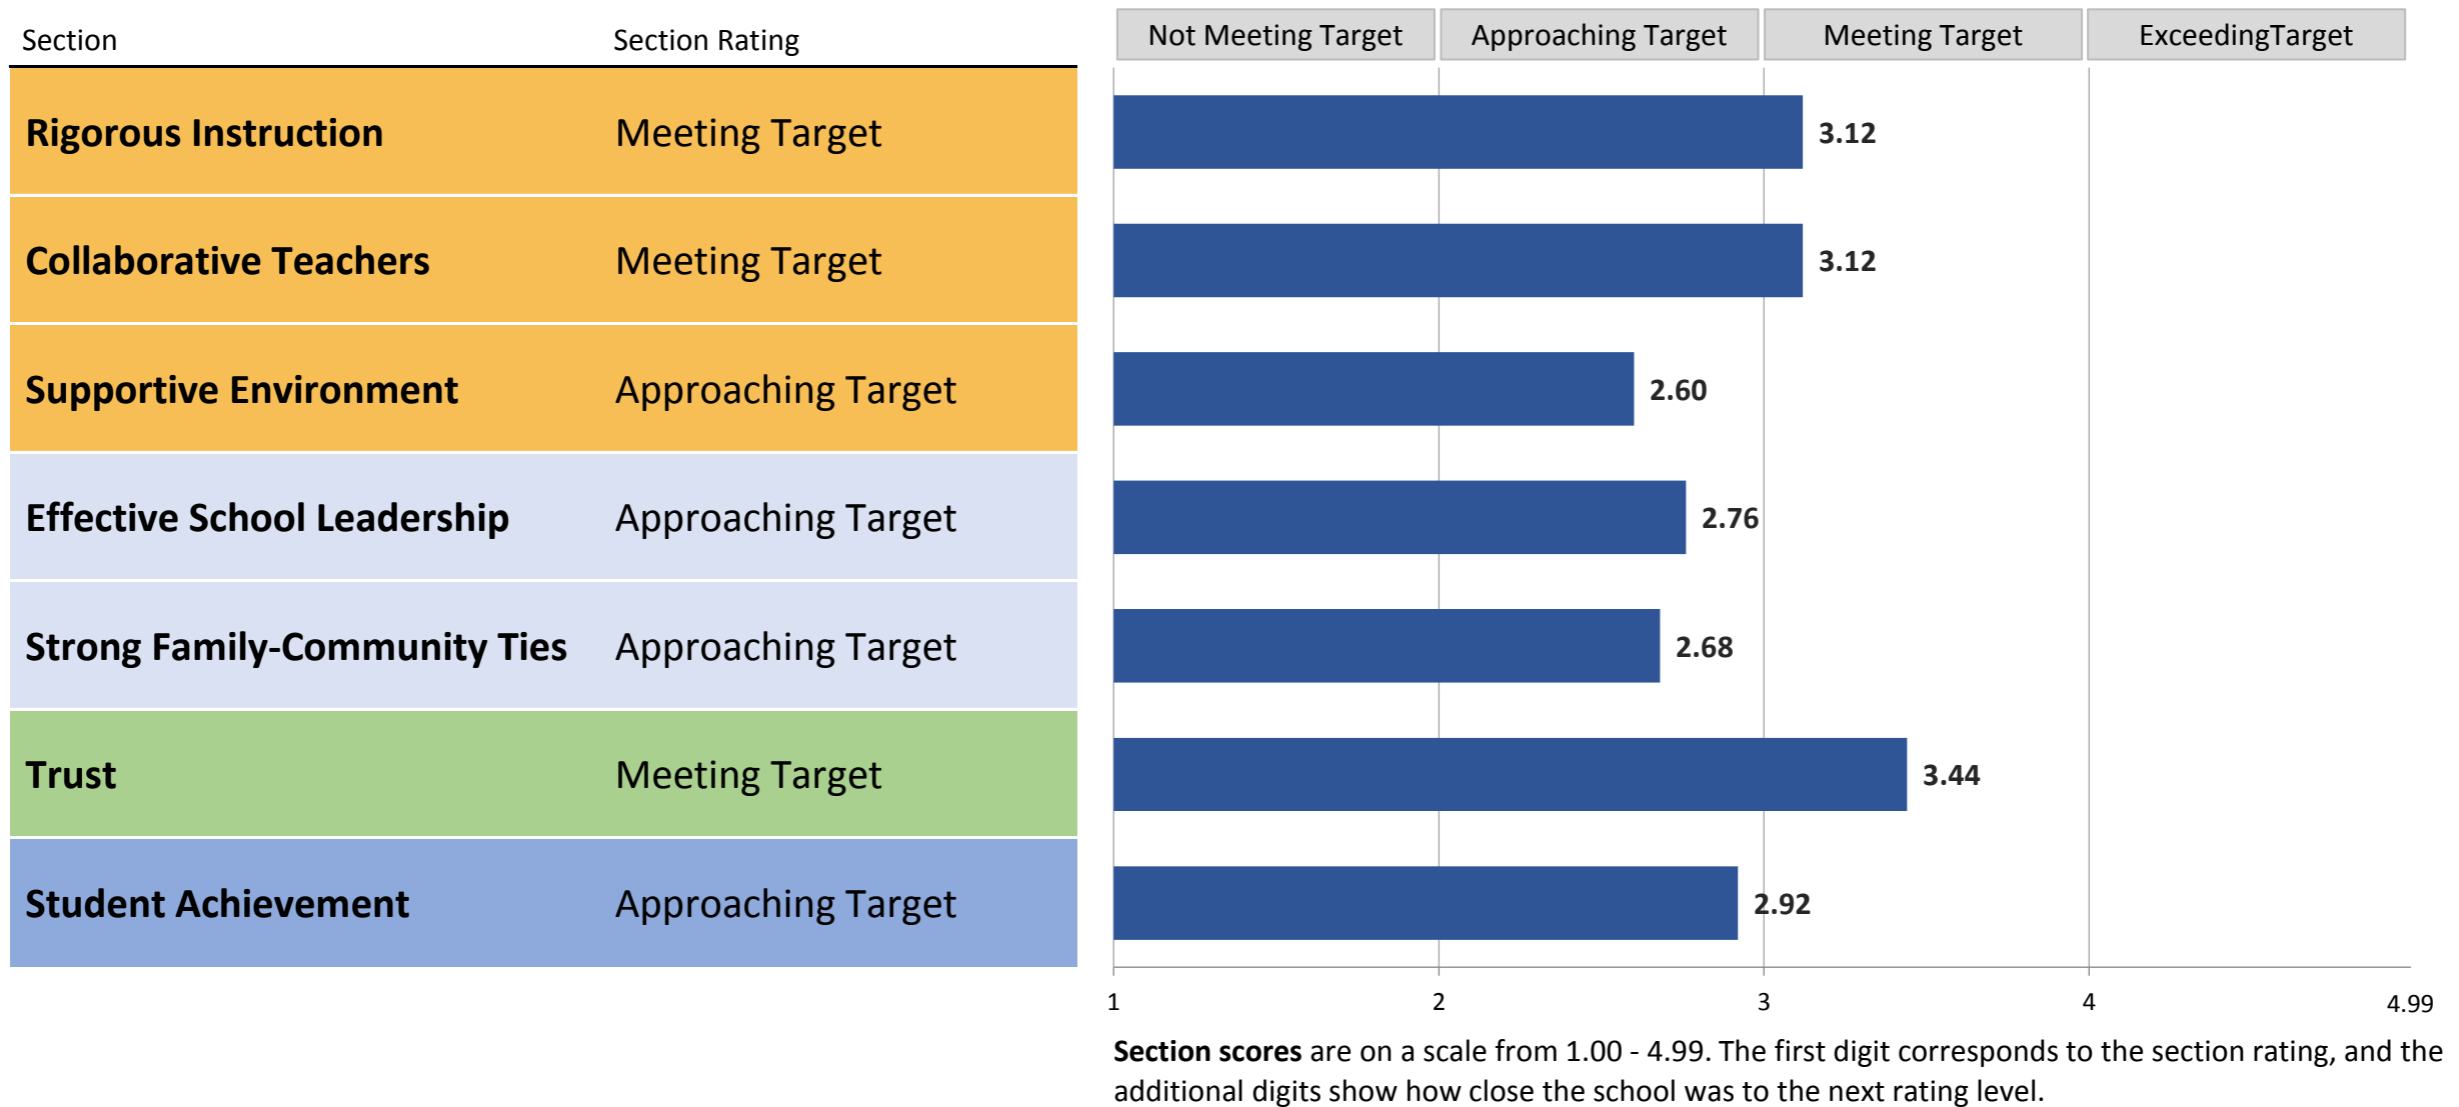 Section Section Rating Not Meeting Target Approaching Target Meeting Target ExceedingTarget
Rigorous Instruction Meeting Target 3.12
Collaborative Teachers Meeting Target 3.12
Supportive Environment Approaching Target 2.60
Effective School Leadership Approaching Target 2.76
Strong Family-Community Ties Approaching Target 2.68
Trust Meeting Target 3.44
Student Achievement Approaching Target 2.92
1 2 3 4 4.99
Section scores are on a scale from 1.00 - 4.99. The first digit corresponds to the section rating, and the
additional digits show how close the school was to the next rating level.